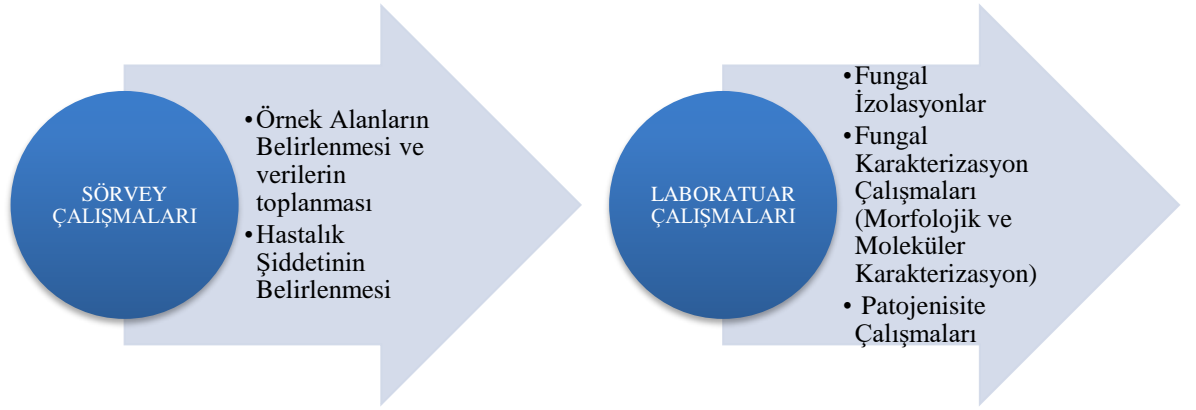 SÖRVEY
ÇALIŞMALARI
•Örnek Alanların
Belirlenmesi ve
verilerin
toplanması
•Hastalık
Şiddetinin
Belirlenmesi
LABORATUAR
ÇALIŞMALARI
•Fungal
İzolasyonlar
•Fungal
Karakterizasyon
Çalışmaları
(Morfolojik ve
Moleküler
Karakterizasyon)
• Patojenisite
Çalışmaları